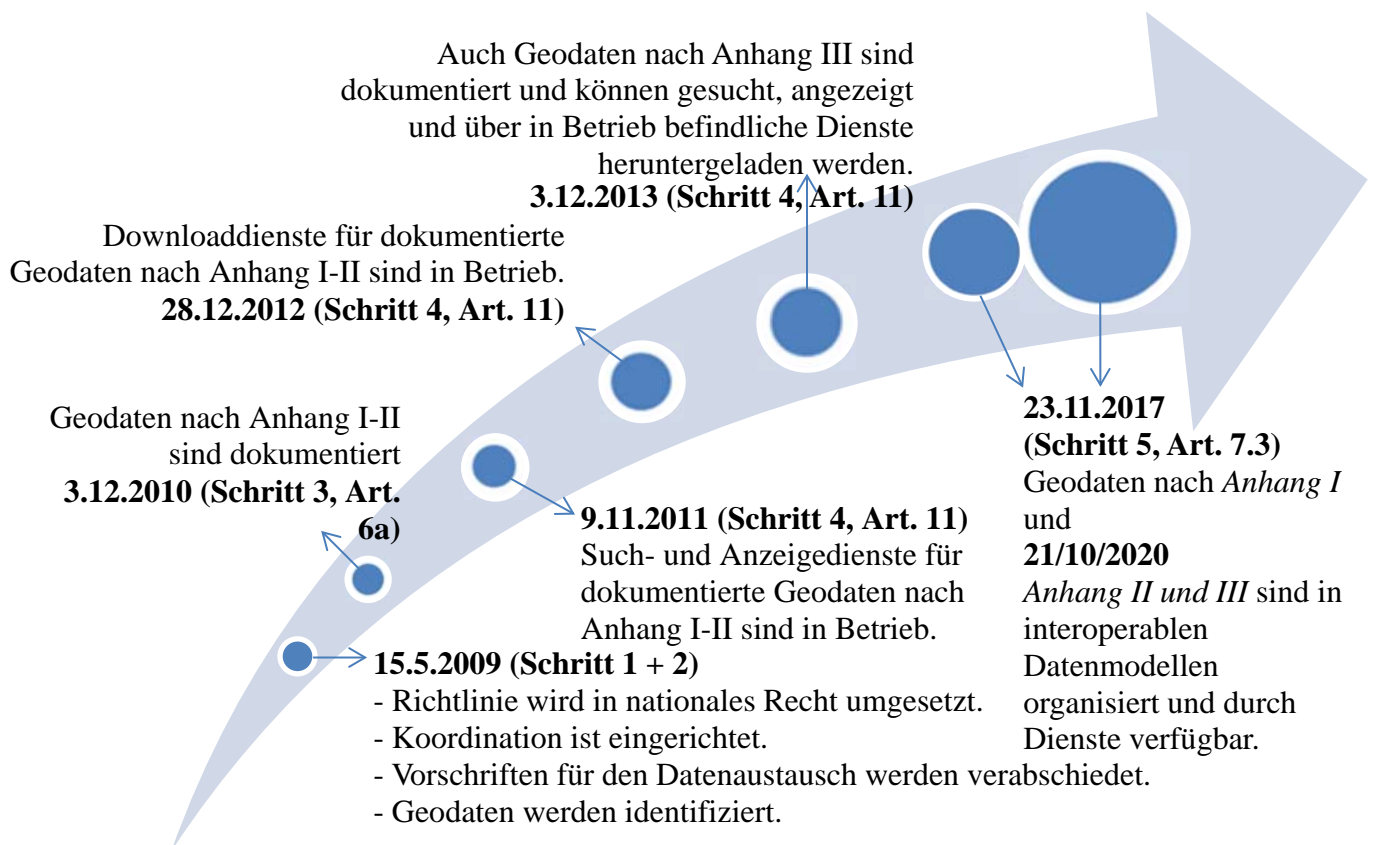 Auch Geodaten nach Anhang III sind
dokumentiert und können gesucht, angezeigt
und über in Betrieb befindliche Dienste
heruntergeladen werden.
3.12.2013 (Schritt 4, Art. 11)
Downloaddienste für dokumentierte
Geodaten nach Anhang I-II sind in Betrieb.
28.12.2012 (Schritt 4, Art. 11)
Geodaten nach Anhang I-II
sind dokumentiert
3.12.2010 (Schritt 3, Art.
6a)
9.11.2011 (Schritt 4, Art. 11)
Such- und Anzeigedienste für
dokumentierte Geodaten nach
Anhang I-II sind in Betrieb.
15.5.2009 (Schritt 1 + 2)
- Richtlinie wird in nationales Recht umgesetzt.
- Koordination ist eingerichtet.
- Vorschriften für den Datenaustausch werden verabschiedet.
- Geodaten werden identifiziert.
23.11.2017
(Schritt 5, Art. 7.3)
Geodaten nach Anhang I
und
21/10/2020
Anhang II und III sind in
interoperablen
Datenmodellen
organisiert und durch
Dienste verfügbar.